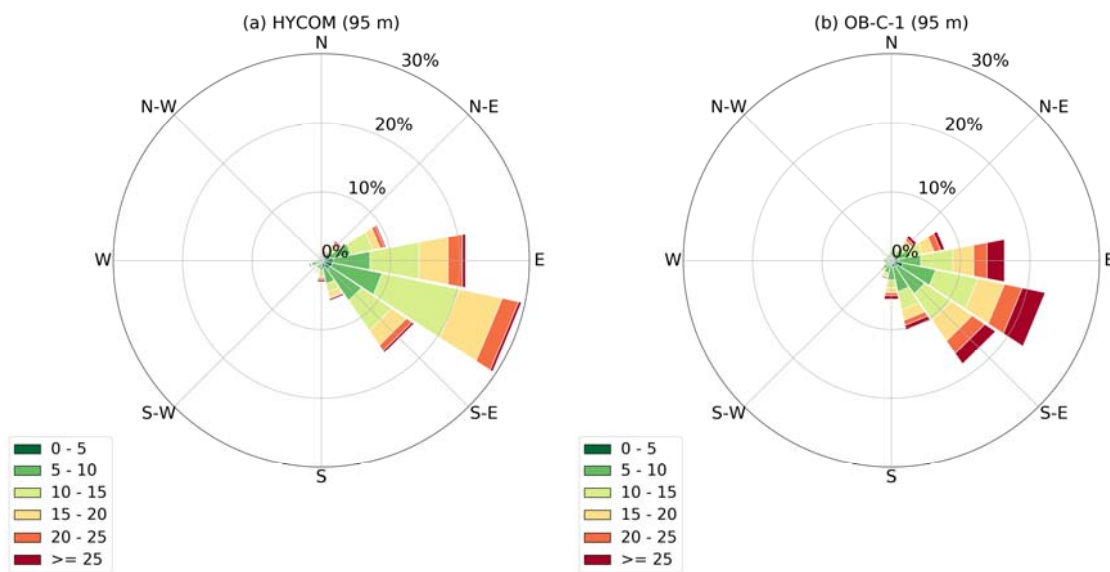 (a) HYCOM (95 m)
N
30%
N-W
N-E
20%
10%
0%
W
E
S-W
S-E
S
0 - 5
5 - 10
10 - 15
15 - 20
20 - 25
>= 25
(b) OB-C-1 (95 m)
N
30%
N-W
N-E
20%
10%
0%
W
E
S-W
S-E
S
0 - 5
5 - 10
10 - 15
15 - 20
20 - 25
>= 25